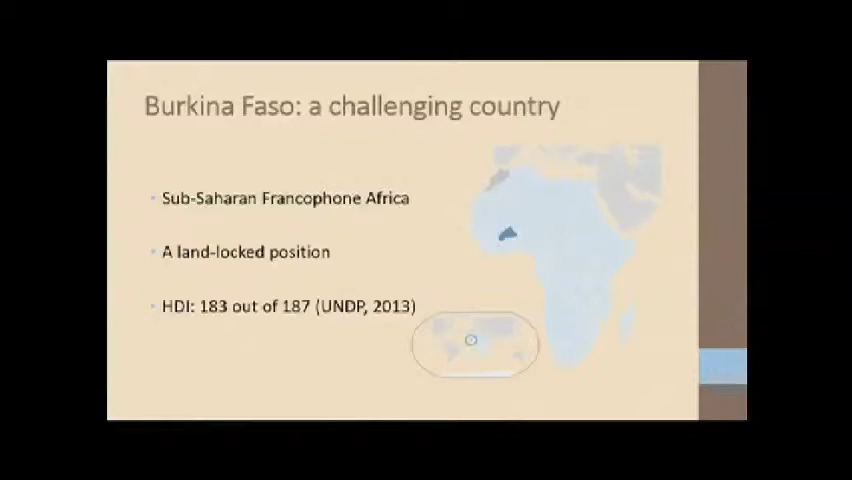 Burkina Faso: a challenging country
Sub-Saharan Francophone Africa
A land-locked position
HDI: 183 out of 187 (UNDP, 2013)